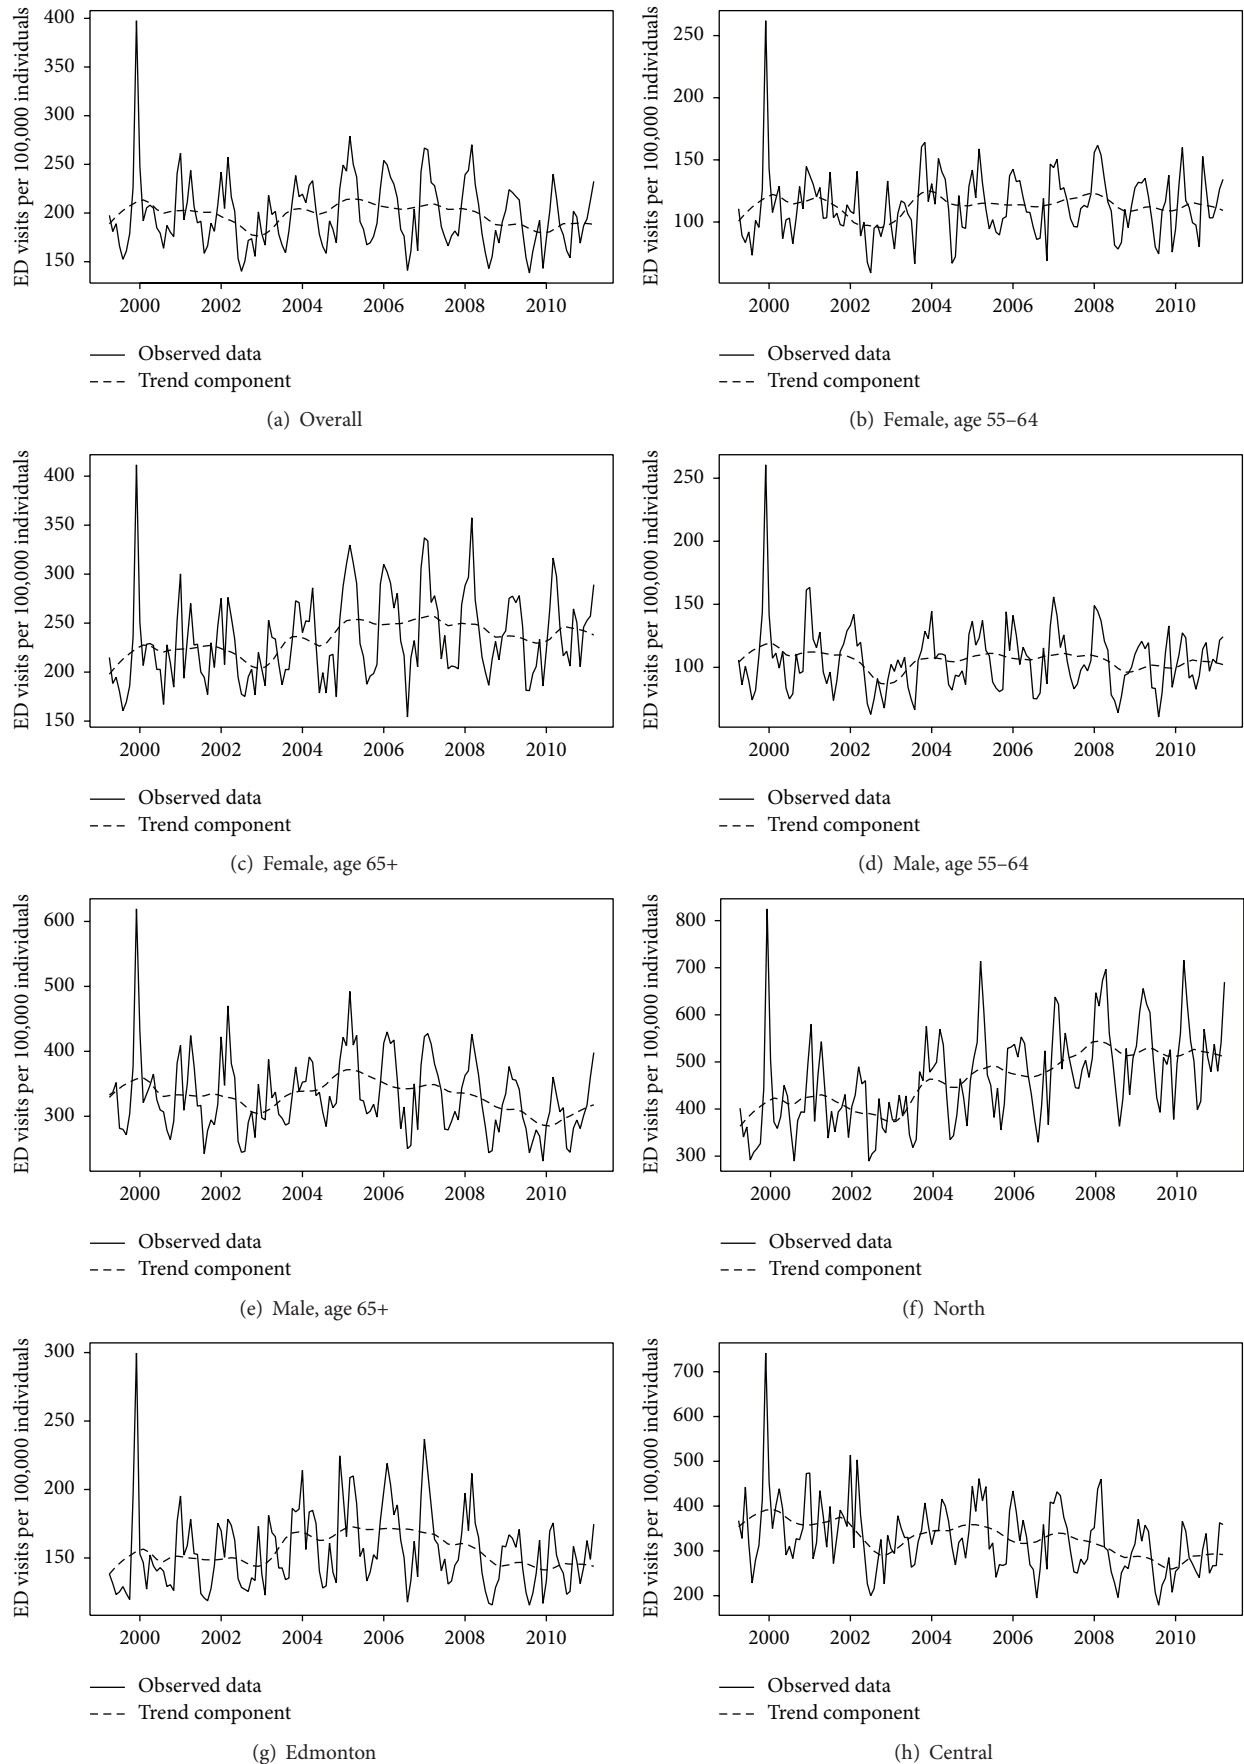 ED visits per 100,000 individuals
400
350
300
250
200
150
2000 2002 2004 2006 2008 2010
Observed data
Trend component
(a) Overall
ED visits per 100,000 individuals
250
200
150
100
2000 2002 2004 2006 2008 2010
Observed data
Trend component
(b) Female, age 55–64
ED visits per 100,000 individuals
400
350
300
250
200
150
2000 2002 2004 2006 2008 2010
Observed data
Trend component
(c) Female, age 65+
ED visits per 100,000 individuals
250
200
150
100
2000 2002 2004 2006 2008 2010
Observed data
Trend component
(d) Male, age 55–64
ED visits per 100,000 individuals
600
500
400
300
2000 2002 2004 2006 2008 2010
Observed data
Trend component
(e) Male, age 65+
ED visits per 100,000 individuals
800
700
600
500
400
300
2000 2002 2004 2006 2008 2010
Observed data
Trend component
(f) North
ED visits per 100,000 individuals
300
250
200
150
2000 2002 2004 2006 2008 2010
Observed data
Trend component
(g) Edmonton
ED visits per 100,000 individuals
700
600
500
400
300
200
2000 2002 2004 2006 2008 2010
Observed data
Trend component
(h) Central